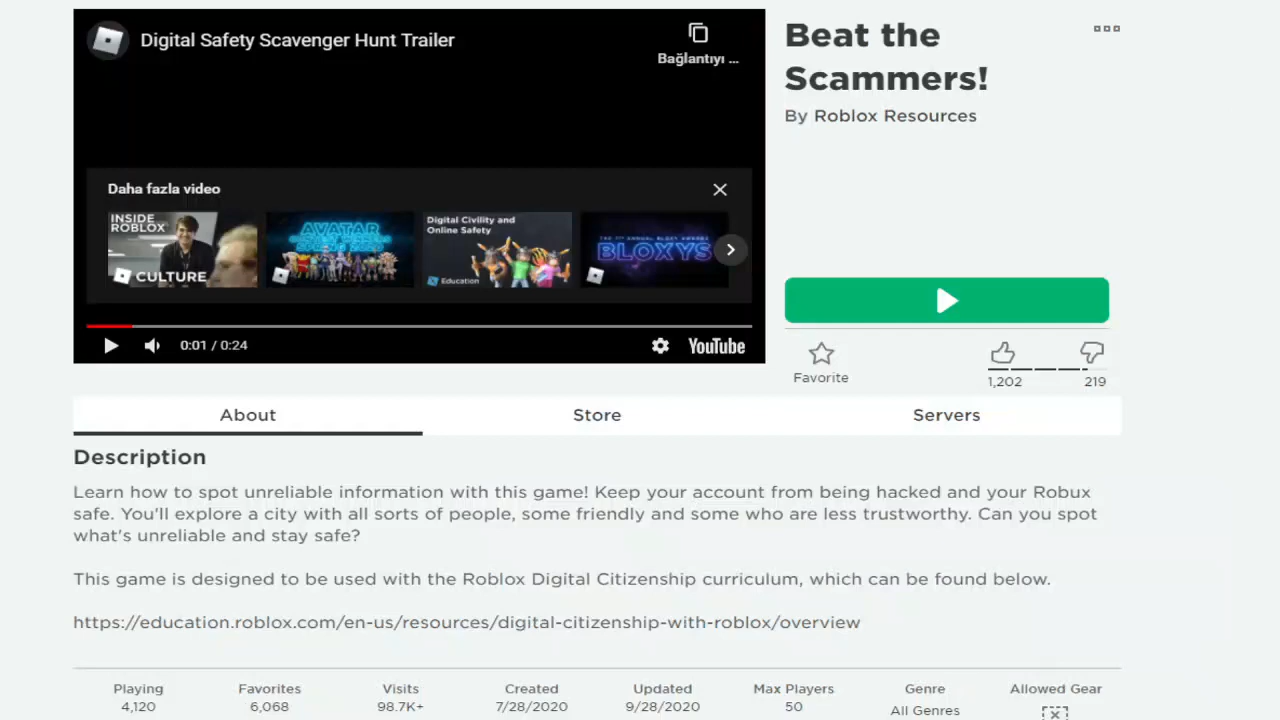 Digital Safety Scavenger Hunt Trailer
Bağlantıyı ...
Daha fazla video
INSIDE
ROBLOX
CULTURE
AVATAR
Digital Civility and
Online Safety
Education
BLOXYS
0:01 / 0:24
YouTube
Beat the
Scammers!
By Roblox Resources
Favorite
1,202
219
About
Store
Servers
Description
Learn how to spot unreliable information with this game! Keep your account from being hacked and your Robux
safe. You'll explore a city with all sorts of people, some friendly and some who are less trustworthy. Can you spot
what's unreliable and stay safe?
This game is designed to be used with the Roblox Digital Citizenship curriculum, which can be found below.
https://education.roblox.com/en-us/resources/digital-citizenship-with-roblox/overview
Playing
Favorites
Visits
Created
Updated
Max Players
Genre
Allowed Gear
4,120
6,068
98.7K+
7/28/2020
9/28/2020
50
All Genres